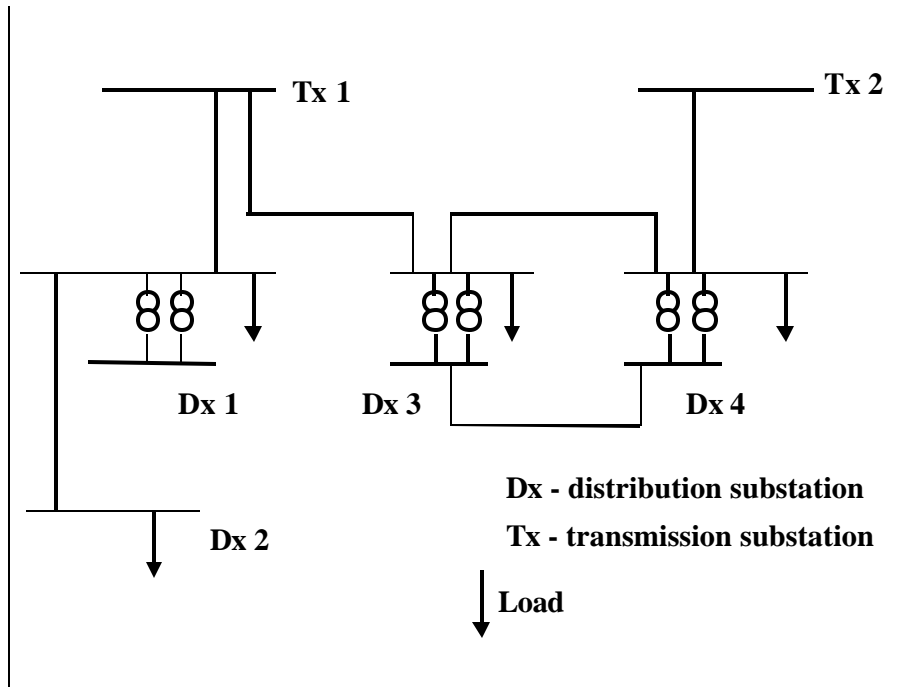 Tx 1
Tx 2
Dx 1
Dx 3
Dx 4
Dx - distribution substation
Dx 2
Tx - transmission substation
Load